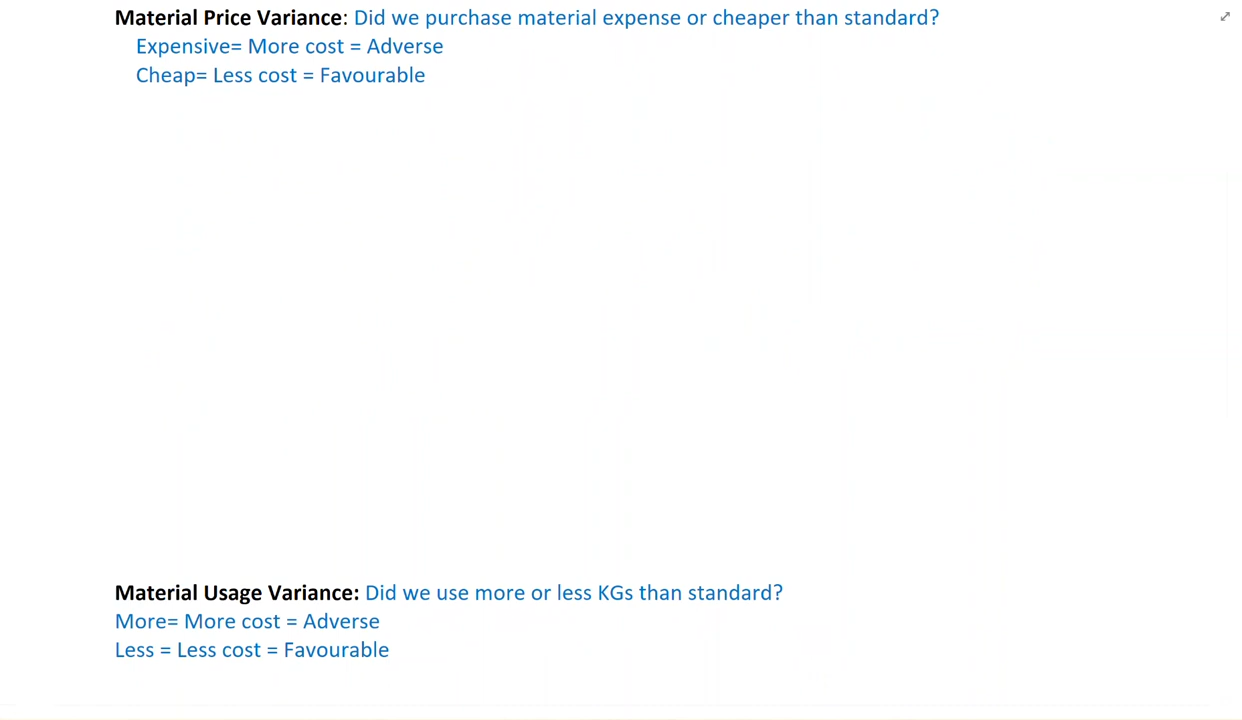 Material Price Variance: Did we purchase material expense or cheaper than standard?
Expensive= More cost = Adverse
Cheap= Less cost = Favourable
Material Usage Variance: Did we use more or less KGs than standard?
More= More cost = Adverse
Less = Less cost = Favourable